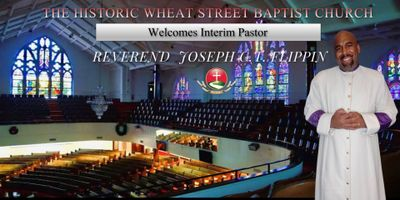 THE HISTORIC WHEAT STREET BAPTIST CHURCH
Welcomes Interim Pastor
REVEREND JOSEPH C.T. FLIPPIN